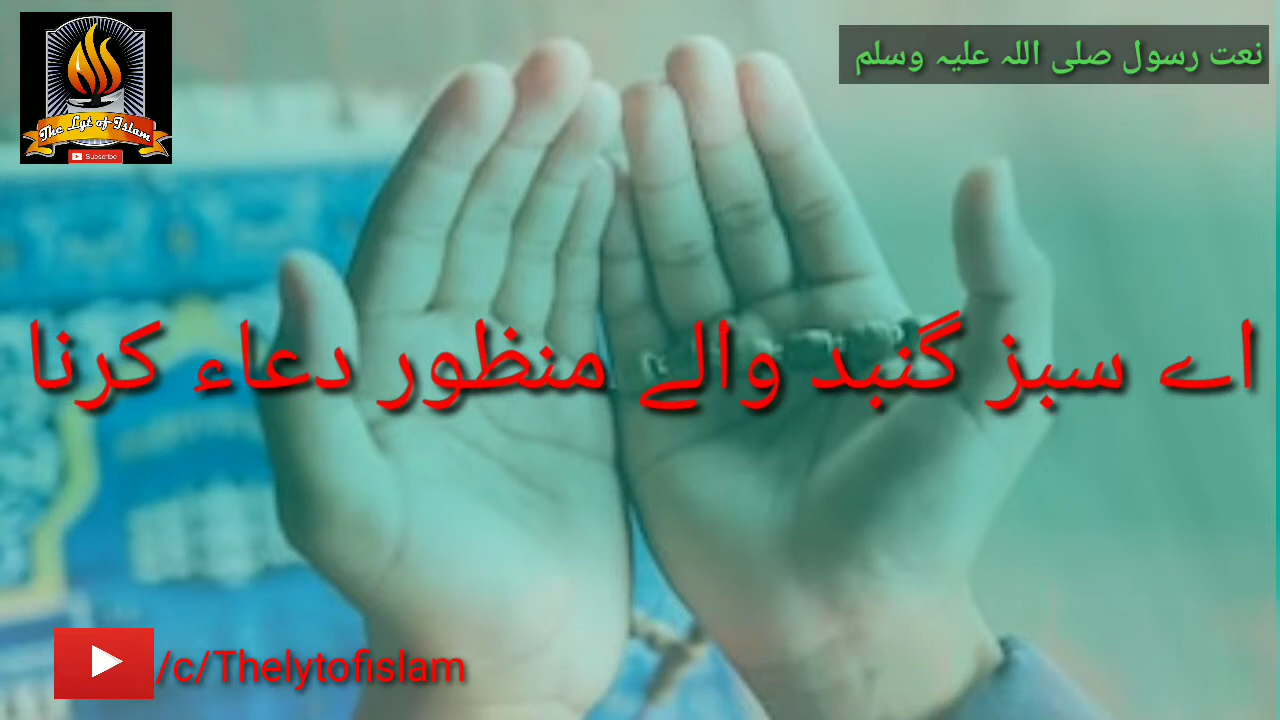 نعت رسول صلی اللہ علیہ وسلم
The Lyt of Islam
Subscribe
اے سبز گنبد والے منظور دعاء کرنا
/c/Thelytofislam